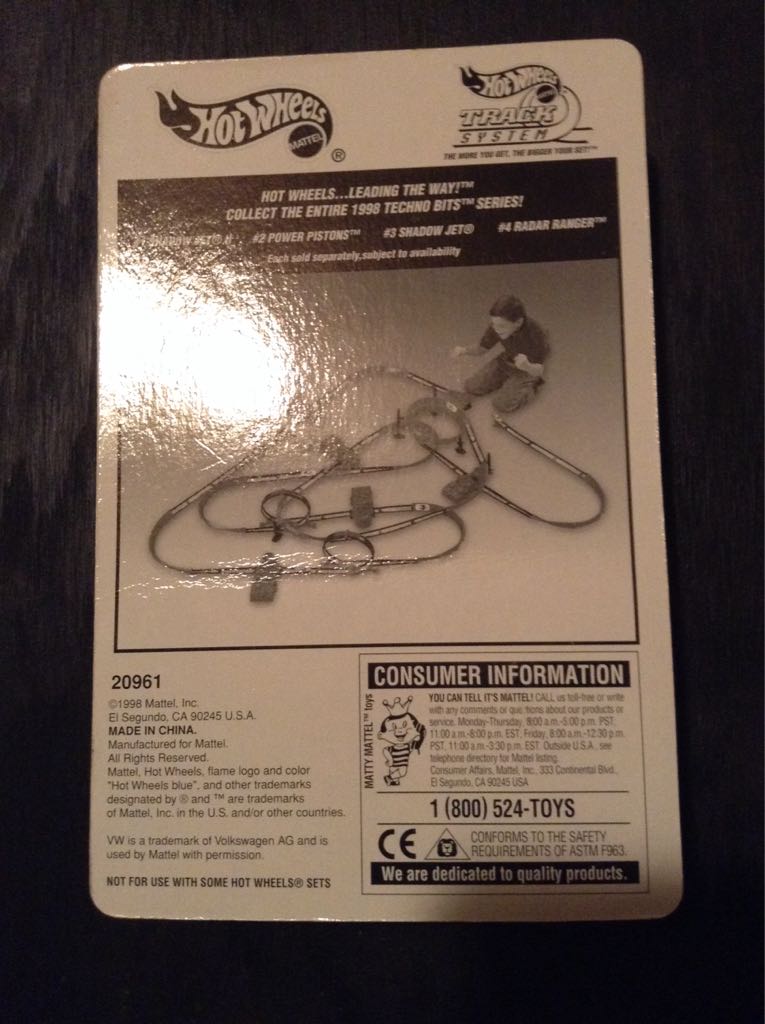 HOT WHEELS
MATTEL
®
HOT WHEELS
TRACK
SYSTEM
THE MORE YOU GET, THE BIGGER YOUR SET!™
HOT WHEELS...LEADING THE WAY!™
COLLECT THE ENTIRE 1998 TECHNO BITS™ SERIES!
#2 POWER PISTONS™ #3 SHADOW JET® #4 RADAR RANGER™
Each sold separately, subject to availability
20961
©1998 Mattel, Inc.
El Segundo, CA 90245 U.S.A.
MADE IN CHINA.
Manufactured for Mattel.
All Rights Reserved.
Mattel, Hot Wheels, flame logo and color
"Hot Wheels blue", and other trademarks
designated by ® and ™ are trademarks
of Mattel, Inc. in the U.S. and/or other countries.
VW is a trademark of Volkswagen AG and is
used by Mattel with permission.
NOT FOR USE WITH SOME HOT WHEELS® SETS
CONSUMER INFORMATION
MATTY MATTEL™ toys
YOU CAN TELL IT'S MATTEL! CALL us toll-free or write
with any comments or questions about our products or
service. Monday-Thursday, 8:00 a.m.-5:00 p.m. PST,
11:00 a.m.-8:00 p.m. EST, Friday, 8:00 a.m.-12:30 p.m.
PST, 11:00 a.m.-3:30 p.m. EST. Outside U.S.A., see
telephone directory for Mattel listing.
Consumer Affairs, Mattel, Inc., 333 Continental Blvd.,
El Segundo, CA 90245 USA
1 (800) 524-TOYS
CE
CONFORMS TO THE SAFETY
REQUIREMENTS OF ASTM F963.
We are dedicated to quality products.